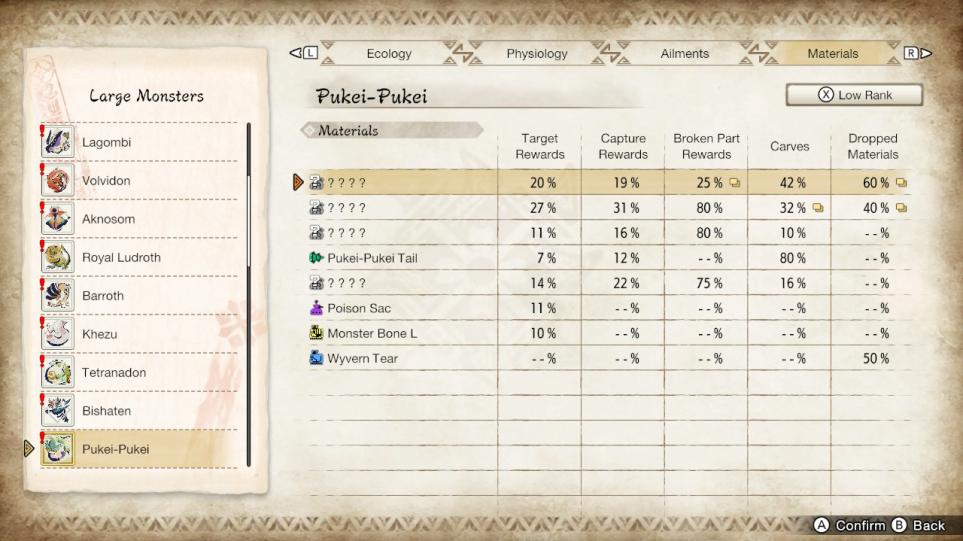 L Ecology Physiology Ailments Materials R
Large Monsters
Lagombi
Volvidon
Aknosom
Royal Ludroth
Barroth
Khezu
Tetranadon
Bishaten
Pukei-Pukei
Pukei-Pukei
X Low Rank
Materials
Target Rewards Capture Rewards Broken Part Rewards Carves Dropped Materials
? ? ? ? 20 % 19 % 25 % 42 % 60 %
? ? ? ? 27 % 31 % 80 % 32 % 40 %
? ? ? ? 11 % 16 % 80 % 10 % - - %
Pukei-Pukei Tail 7 % 12 % - - % 80 % - - %
? ? ? ? 14 % 22 % 75 % 16 % - - %
Poison Sac 11 % - - % - - % - - % - - %
Monster Bone L 10 % - - % - - % - - % - - %
Wyvern Tear - - % - - % - - % - - % 50 %
A Confirm B Back